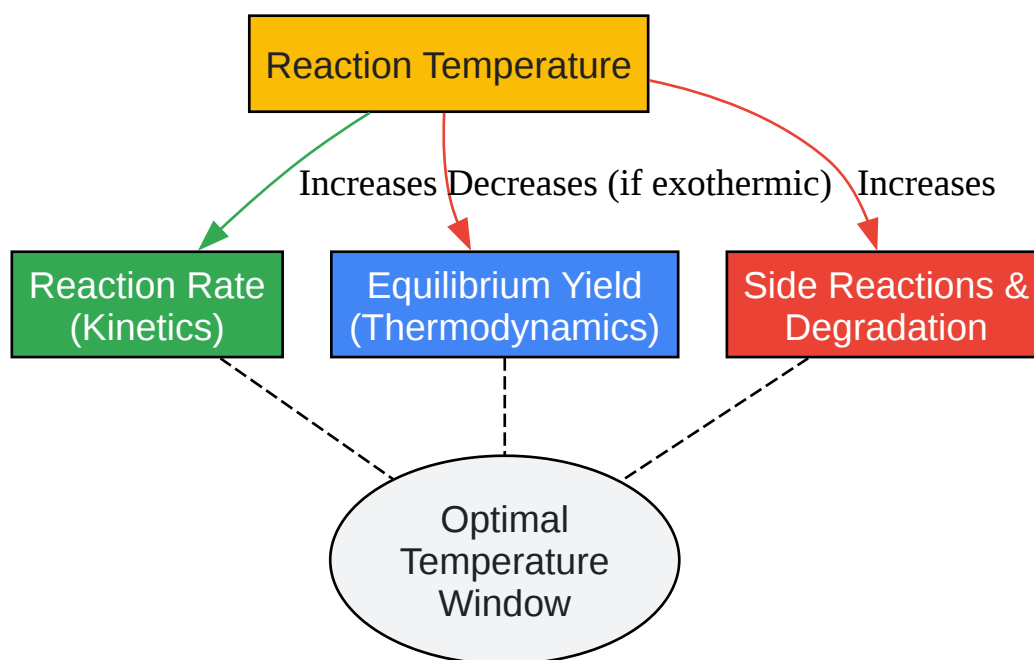 Reaction Temperature
Increases
Decreases (if exothermic)
Increases
Reaction Rate
(Kinetics)
Equilibrium Yield
(Thermodynamics)
Side Reactions &
Degradation
Optimal
Temperature
Window